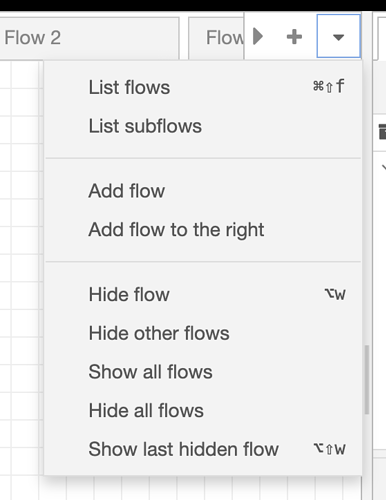 Flow 2
Flow
List flows ⌘⇧f
List subflows
Add flow
Add flow to the right
Hide flow ⌥w
Hide other flows
Show all flows
Hide all flows
Show last hidden flow ⌥⇧w